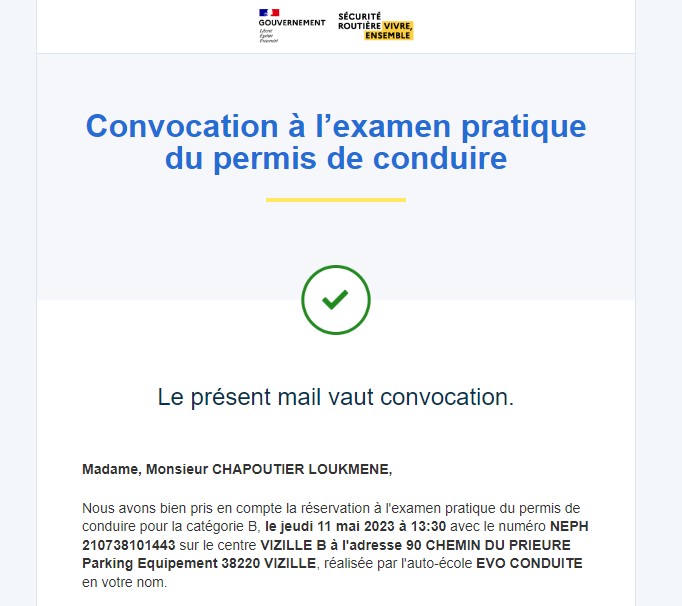 GOUVERNEMENT
Liberté
Égalité
Fraternité
SÉCURITÉ
ROUTIÈRE VIVRE,
ENSEMBLE
Convocation à l’examen pratique
du permis de conduire
Le présent mail vaut convocation.
Madame, Monsieur CHAPOUTIER LOUKMENE,
Nous avons bien pris en compte la réservation à l'examen pratique du permis de
conduire pour la catégorie B, le jeudi 11 mai 2023 à 13:30 avec le numéro NEPH
210738101443 sur le centre VIZILLE B à l'adresse 90 CHEMIN DU PRIEURE
Parking Equipement 38220 VIZILLE, réalisée par l'auto-école EVO CONDUITE
en votre nom.